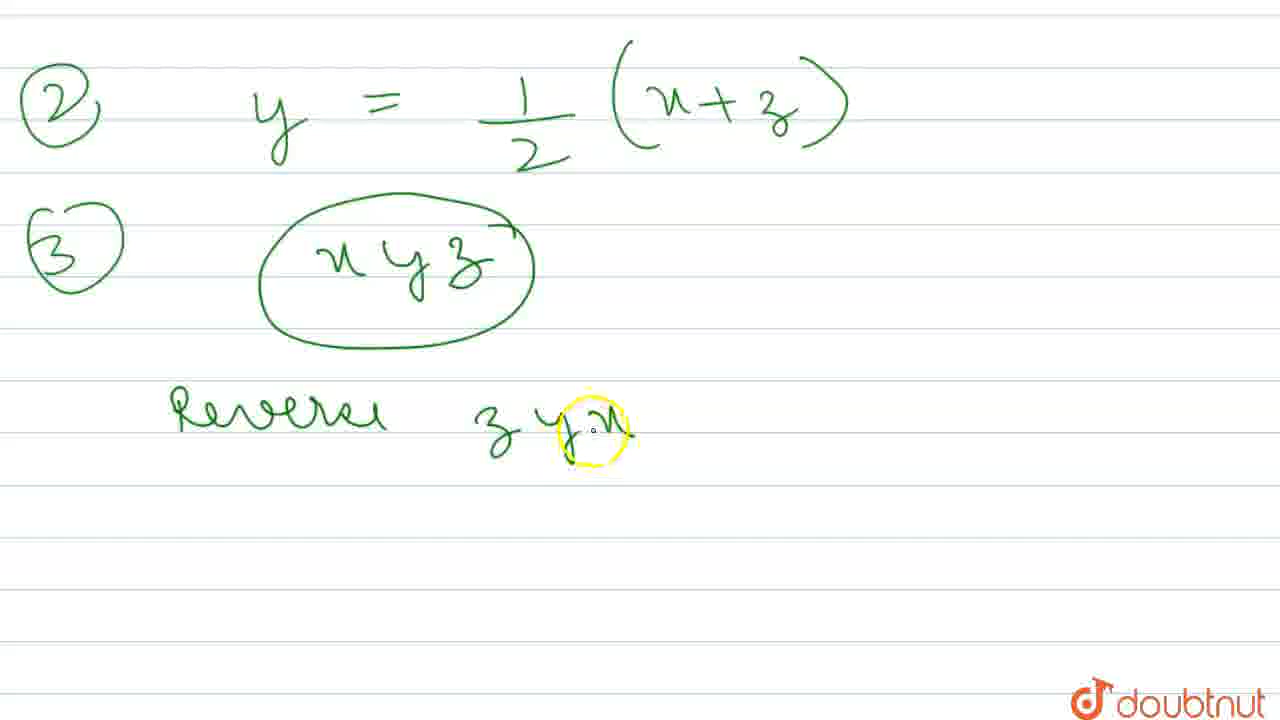 ② y = 1/2 (x+z)
③ xyz
Reverse zyx
doubtnut